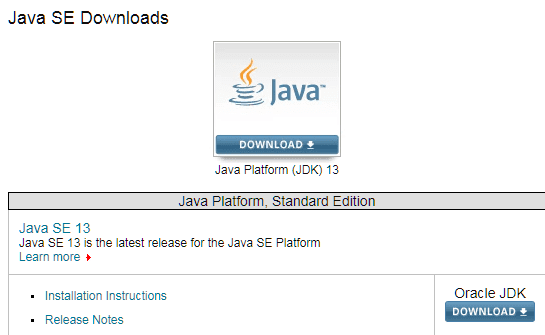 Java SE Downloads
Java™
DOWNLOAD
Java Platform (JDK) 13
Java Platform, Standard Edition
Java SE 13
Java SE 13 is the latest release for the Java SE Platform
Learn more
Installation Instructions
Release Notes
Oracle JDK
DOWNLOAD